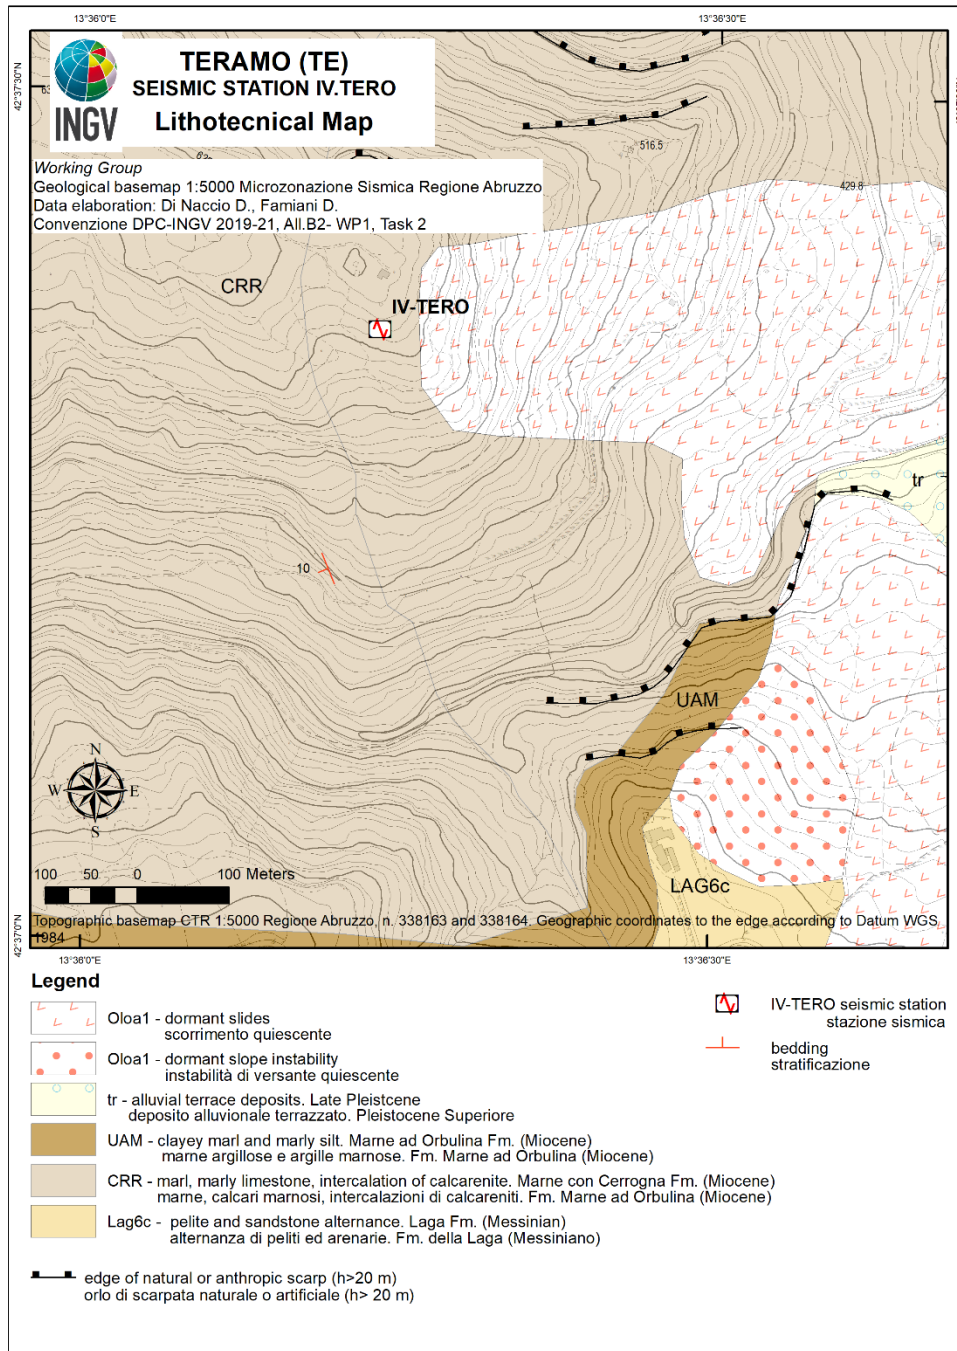 13°36'0"E
13°36'30"E
42°37'30"N
TERAMO (TE)
SEISMIC STATION IV.TERO
Lithotecnical Map
INGV
Working Group
Geological basemap 1:5000 Microzonazione Sismica Regione Abruzzo
Data elaboration: Di Naccio D., Famiani D.
Convenzione DPC-INGV 2019-21, All.B2- WP1, Task 2
516.5
429.8
CRR
IV-TERO
tr
10
UAM
N
W
E
S
LAG6c
100 50 0 100 Meters
Topographic basemap CTR 1:5000 Regione Abruzzo, n. 338163 and 338164. Geographic coordinates to the edge according to Datum WGS
1984
42°37'0"N
13°36'0"E
13°36'30"E
Legend
Oloa1 - dormant slides
scorrimento quiescente
Oloa1 - dormant slope instability
instabilità di versante quiescente
tr - alluvial terrace deposits. Late Pleistcene
deposito alluvionale terrazzato. Pleistocene Superiore
UAM - clayey marl and marly silt. Marne ad Orbulina Fm. (Miocene)
marne argillose e argille marnose. Fm. Marne ad Orbulina (Miocene)
CRR - marl, marly limestone, intercalation of calcarenite. Marne con Cerrogna Fm. (Miocene)
marne, calcari marnosi, intercalazioni di calcareniti. Fm. Marne ad Orbulina (Miocene)
Lag6c - pelite and sandstone alternance. Laga Fm. (Messinian)
alternanza di peliti ed arenarie. Fm. della Laga (Messiniano)
edge of natural or anthropic scarp (h>20 m)
orlo di scarpata naturale o artificiale (h> 20 m)
IV-TERO seismic station
stazione sismica
bedding
stratificazione